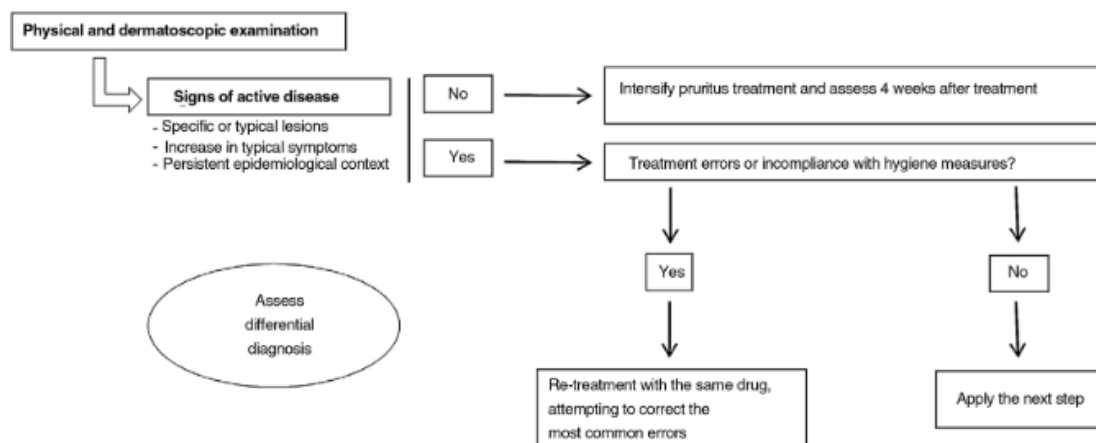 Physical and dermatoscopic examination
Signs of active disease
- Specific or typical lesions
- Increase in typical symptoms
- Persistent epidemiological context
No
Intensify pruritus treatment and assess 4 weeks after treatment
Yes
Treatment errors or incompliance with hygiene measures?
Yes
No
Assess
differential
diagnosis
Re-treatment with the same drug,
attempting to correct the
most common errors
Apply the next step